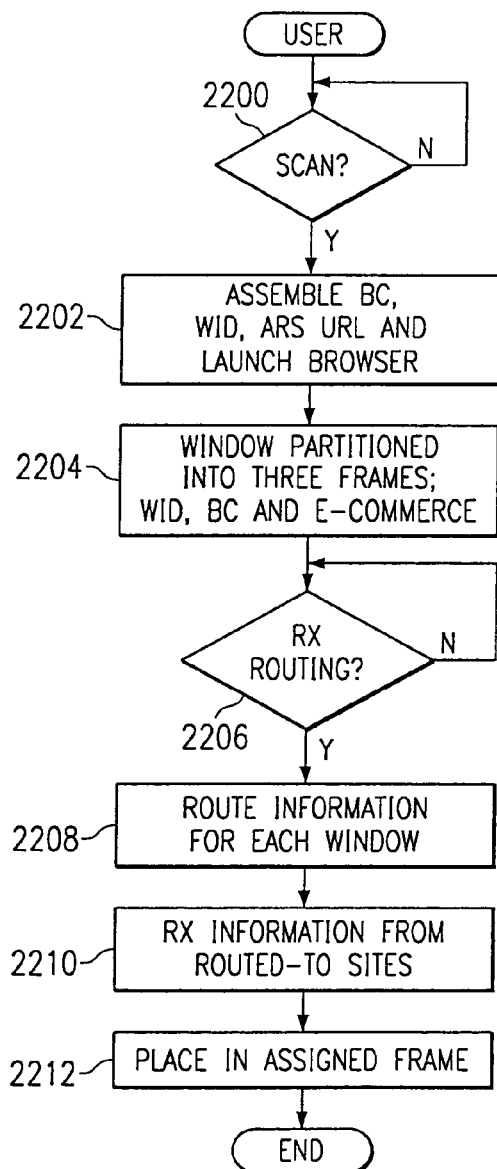 USER
2200
SCAN?
N
Y
2202
ASSEMBLE BC,
WID, ARS URL AND
LAUNCH BROWSER
2204
WINDOW PARTITIONED
INTO THREE FRAMES;
WID, BC AND E-COMMERCE
RX
ROUTING?
N
2206
Y
2208
ROUTE INFORMATION
FOR EACH WINDOW
2210
RX INFORMATION FROM
ROUTED-TO SITES
2212
PLACE IN ASSIGNED FRAME
END